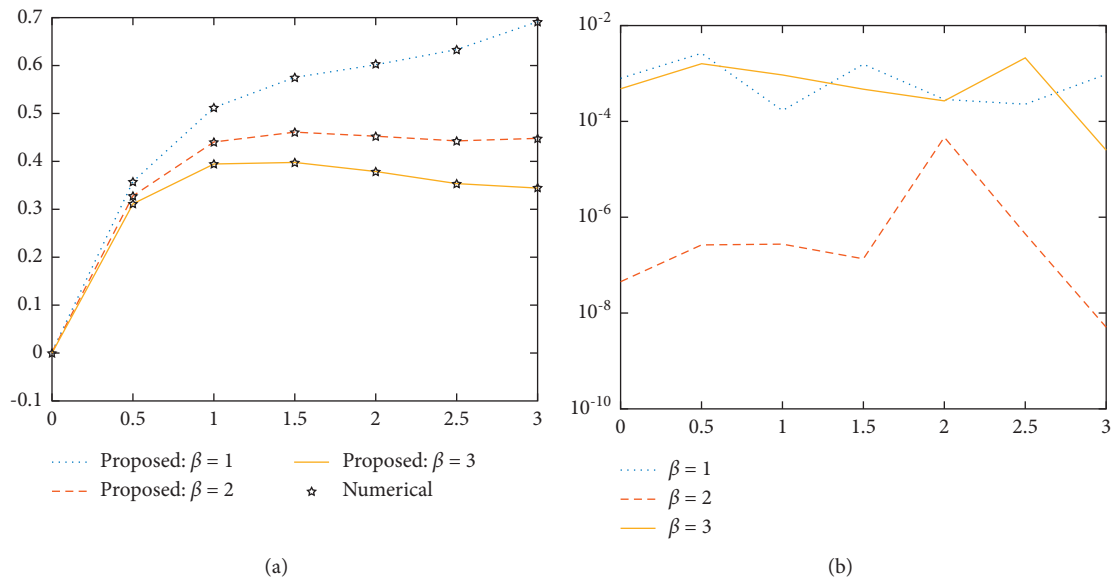 0.7
0.6
0.5
0.4
0.3
0.2
0.1
0
-0.1
0 0.5 1 1.5 2 2.5 3
Proposed: β = 1
Proposed: β = 2
Proposed: β = 3
Numerical
(a)
10⁻²
10⁻⁴
10⁻⁶
10⁻⁸
10⁻¹⁰
0 0.5 1 1.5 2 2.5 3
β = 1
β = 2
β = 3
(b)